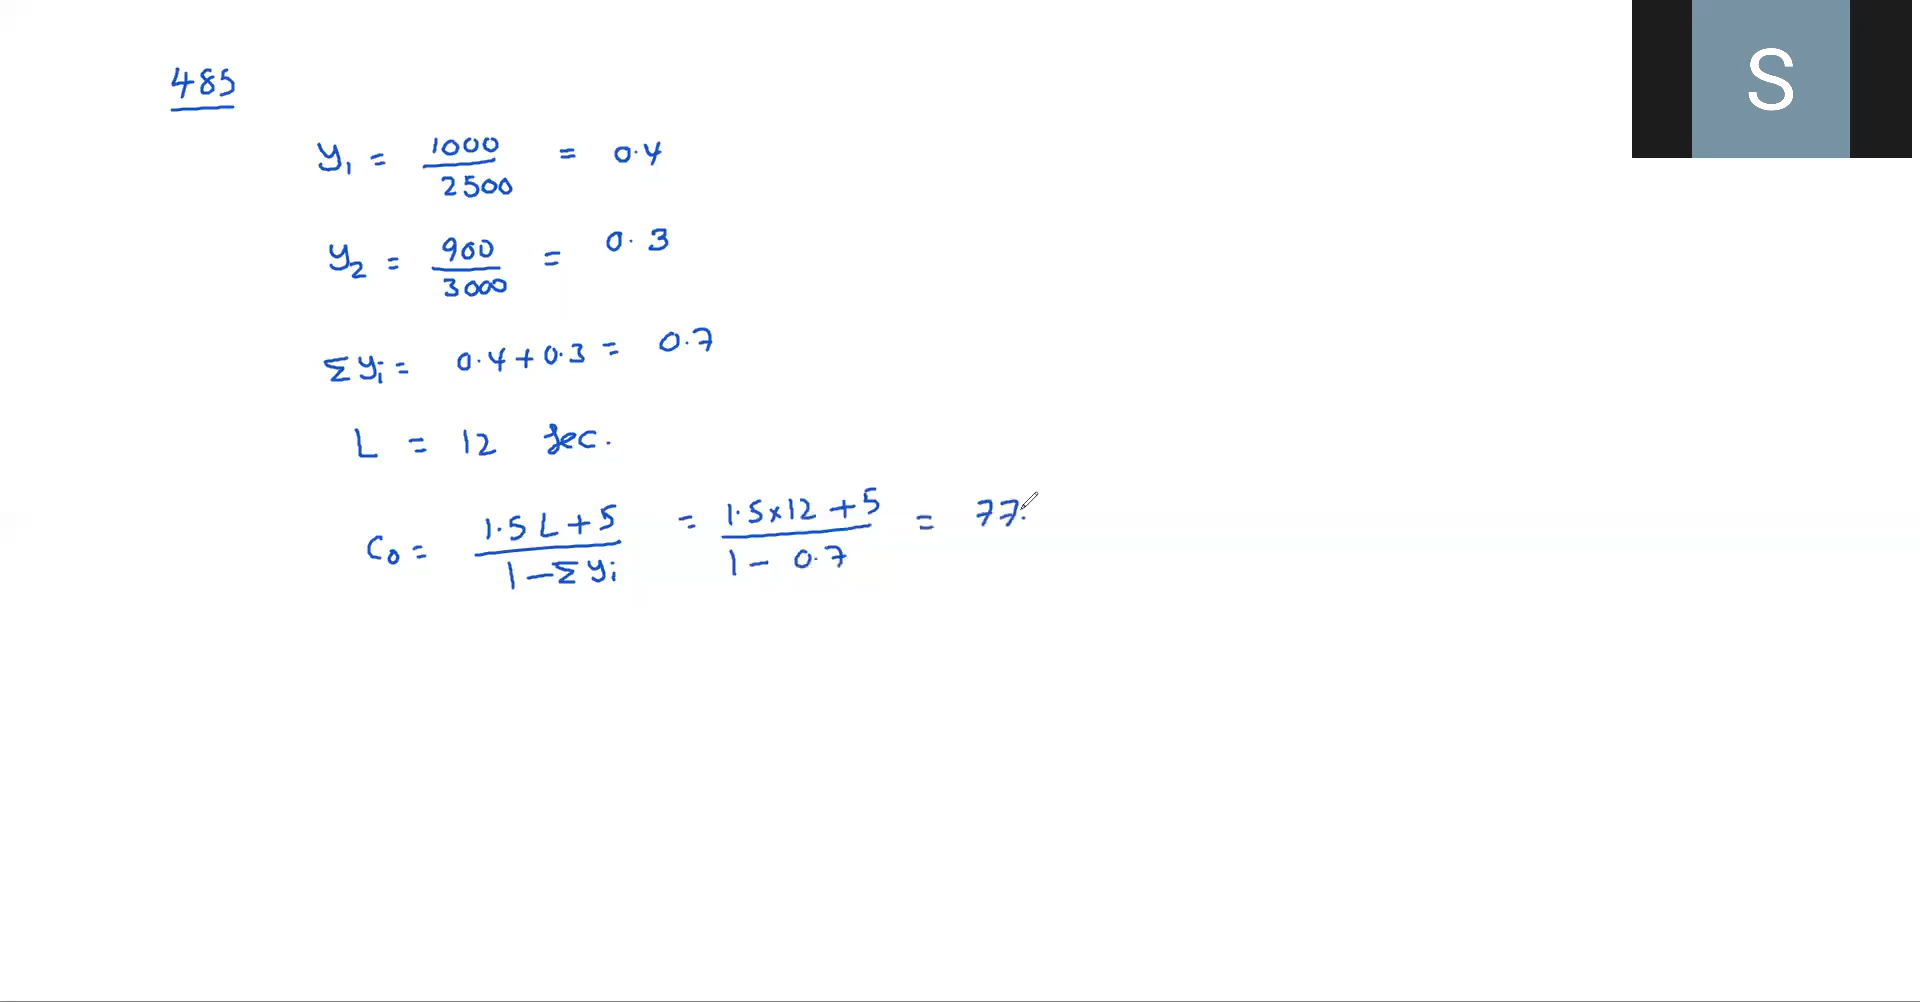 S
485
y₁ = 1000/2500 = 0.4
y₂ = 900/3000 = 0.3
Σyᵢ = 0.4+0.3 = 0.7
L = 12 sec.
C₀ = (1.5L+5)/(1-Σyᵢ) = (1.5×12+5)/(1-0.7) = 77.